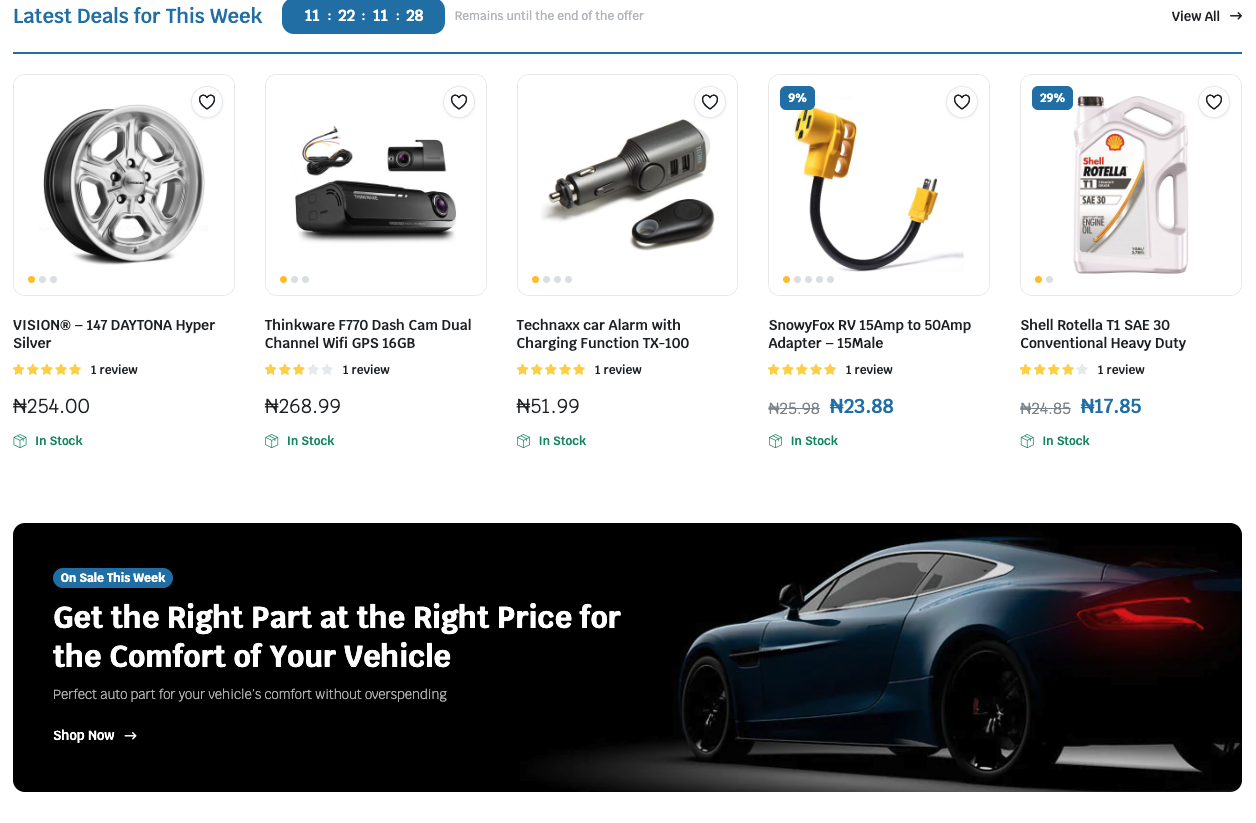 Latest Deals for This Week
11 : 22 : 11 : 28
Remains until the end of the offer
View All →
9%
29%
THINKWARE
Shell
ROTELLA
T1
SAE 30
ENGINE
OIL
VISION® – 147 DAYTONA Hyper
Silver
Thinkware F770 Dash Cam Dual
Channel Wifi GPS 16GB
Technaxx car Alarm with
Charging Function TX-100
SnowyFox RV 15Amp to 50Amp
Adapter – 15Male
Shell Rotella T1 SAE 30
Conventional Heavy Duty
1 review
1 review
1 review
1 review
1 review
₦254.00
₦268.99
₦51.99
₦25.98 ₦23.88
₦24.85 ₦17.85
In Stock
In Stock
In Stock
In Stock
In Stock
On Sale This Week
Get the Right Part at the Right Price for
the Comfort of Your Vehicle
Perfect auto part for your vehicle’s comfort without overspending
Shop Now →